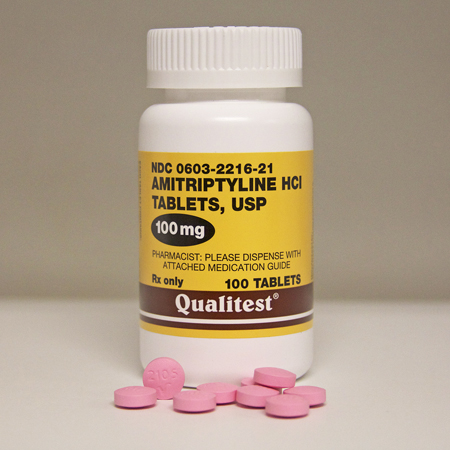 NDC 0603-2216-21
AMITRIPTYLINE HCl
TABLETS, USP
100 mg
PHARMACIST: PLEASE DISPENSE WITH
ATTACHED MEDICATION GUIDE
Rx only 100 TABLETS
Qualitest®
2105